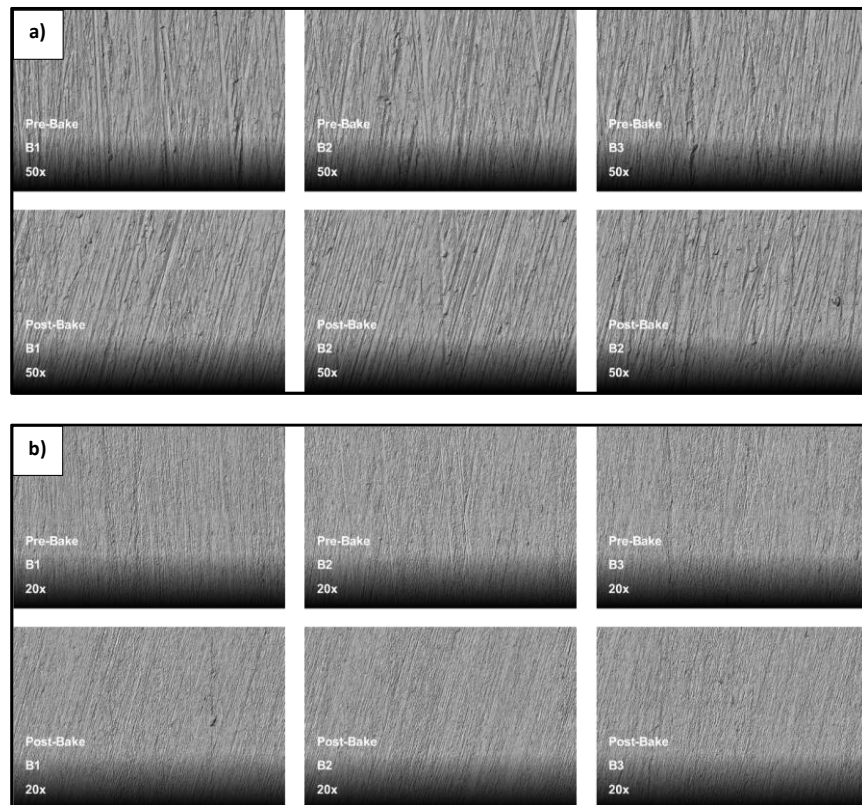 a)
Pre-Bake
B1
50x
Pre-Bake
B2
50x
Pre-Bake
B3
50x
Post-Bake
B1
50x
Post-Bake
B2
50x
Post-Bake
B2
50x
b)
Pre-Bake
B1
20x
Pre-Bake
B2
20x
Pre-Bake
B3
20x
Post-Bake
B1
20x
Post-Bake
B2
20x
Post-Bake
B3
20x